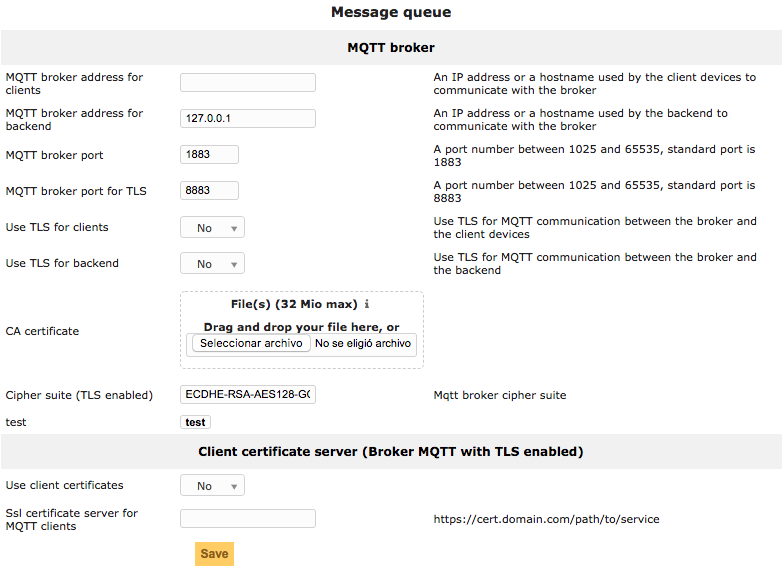 Message queue
MQTT broker
MQTT broker address for
clients
An IP address or a hostname used by the client devices to
communicate with the broker
MQTT broker address for
backend
127.0.0.1
An IP address or a hostname used by the backend to
communicate with the broker
MQTT broker port
1883
A port number between 1025 and 65535, standard port is
1883
MQTT broker port for TLS
8883
A port number between 1025 and 65535, standard port is
8883
Use TLS for clients
No
Use TLS for MQTT communication between the broker and
the client devices
Use TLS for backend
No
Use TLS for MQTT communication between the broker and
the backend
CA certificate
File(s) (32 Mio max) i
Drag and drop your file here, or
Seleccionar archivo No se eligió archivo
Cipher suite (TLS enabled)
ECDHE-RSA-AES128-GC
Mqtt broker cipher suite
test
test
Client certificate server (Broker MQTT with TLS enabled)
Use client certificates
No
Ssl certificate server for
MQTT clients
https://cert.domain.com/path/to/service
Save